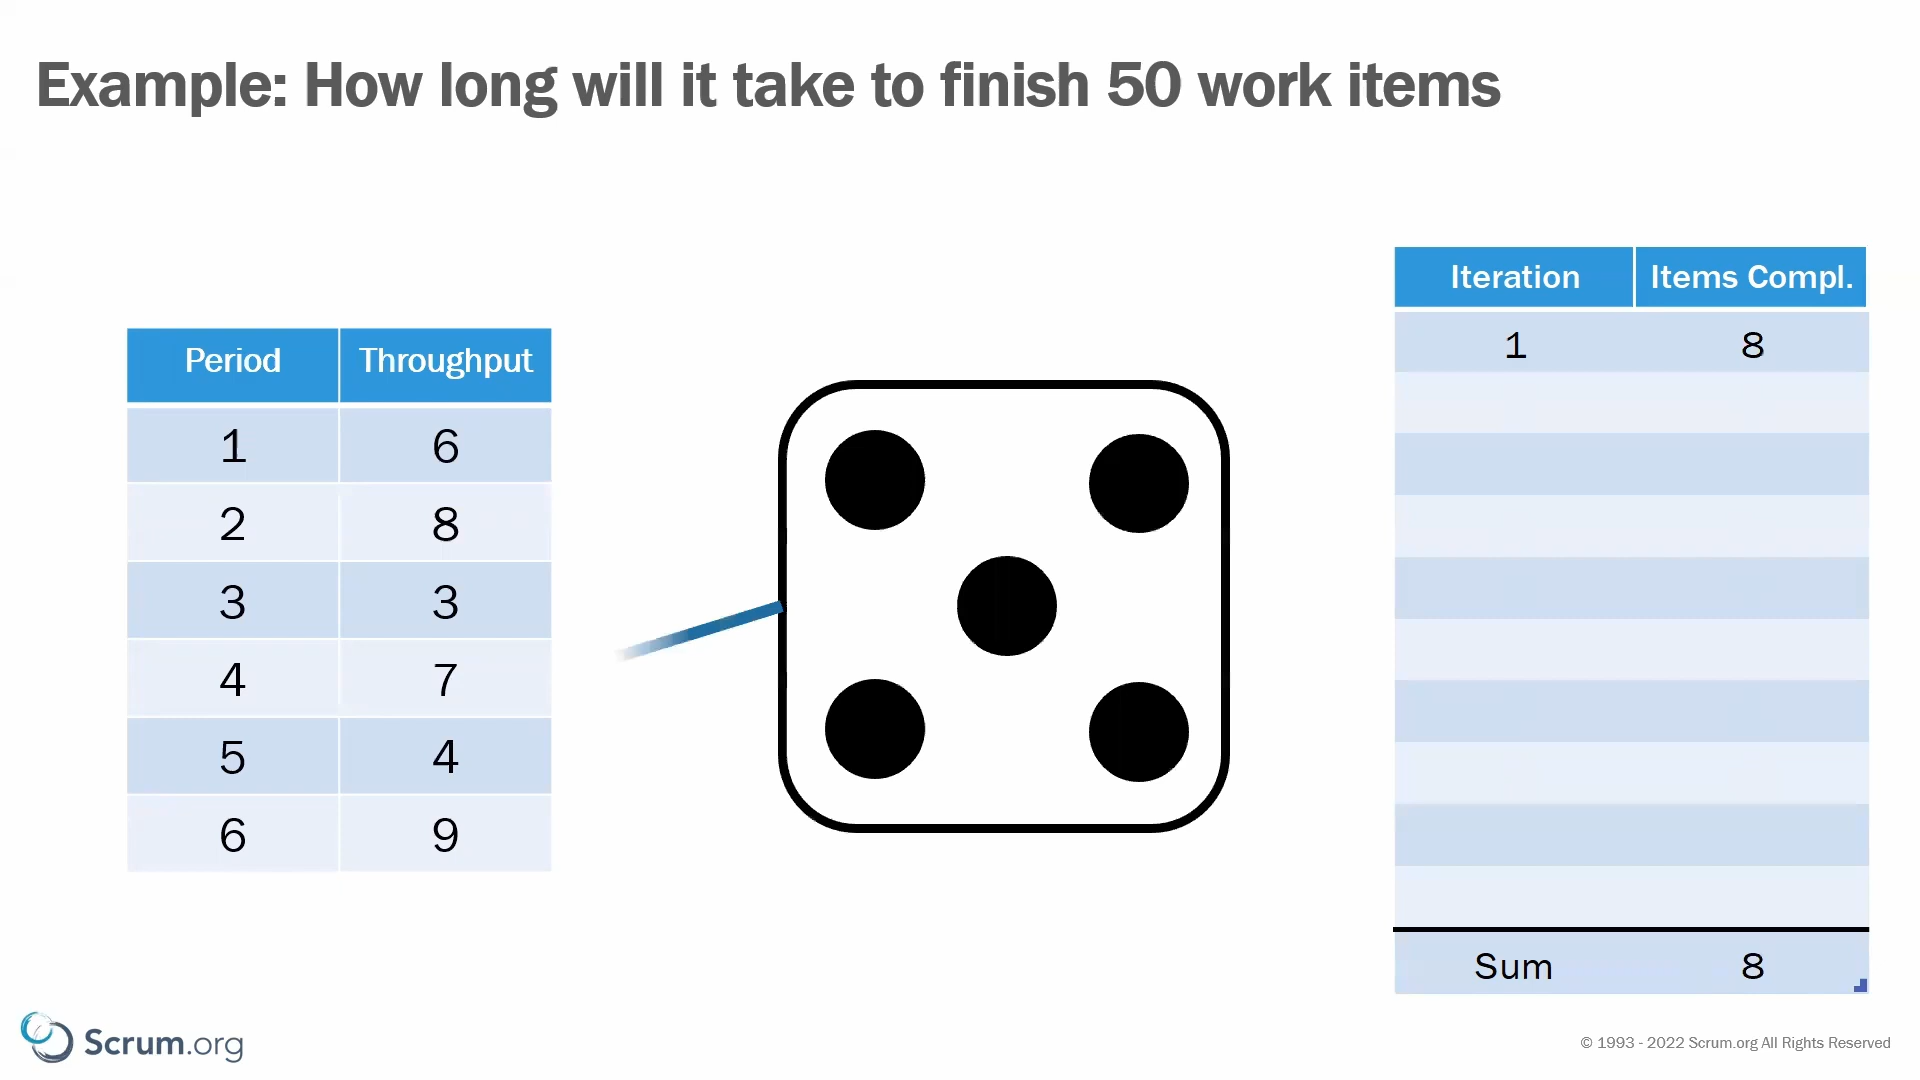 Example: How long will it take to finish 50 work items
Period Throughput
1 6
2 8
3 3
4 7
5 4
6 9
Iteration Items Compl.
1 8
Sum 8
Scrum.org
© 1993 - 2022 Scrum.org All Rights Reserved